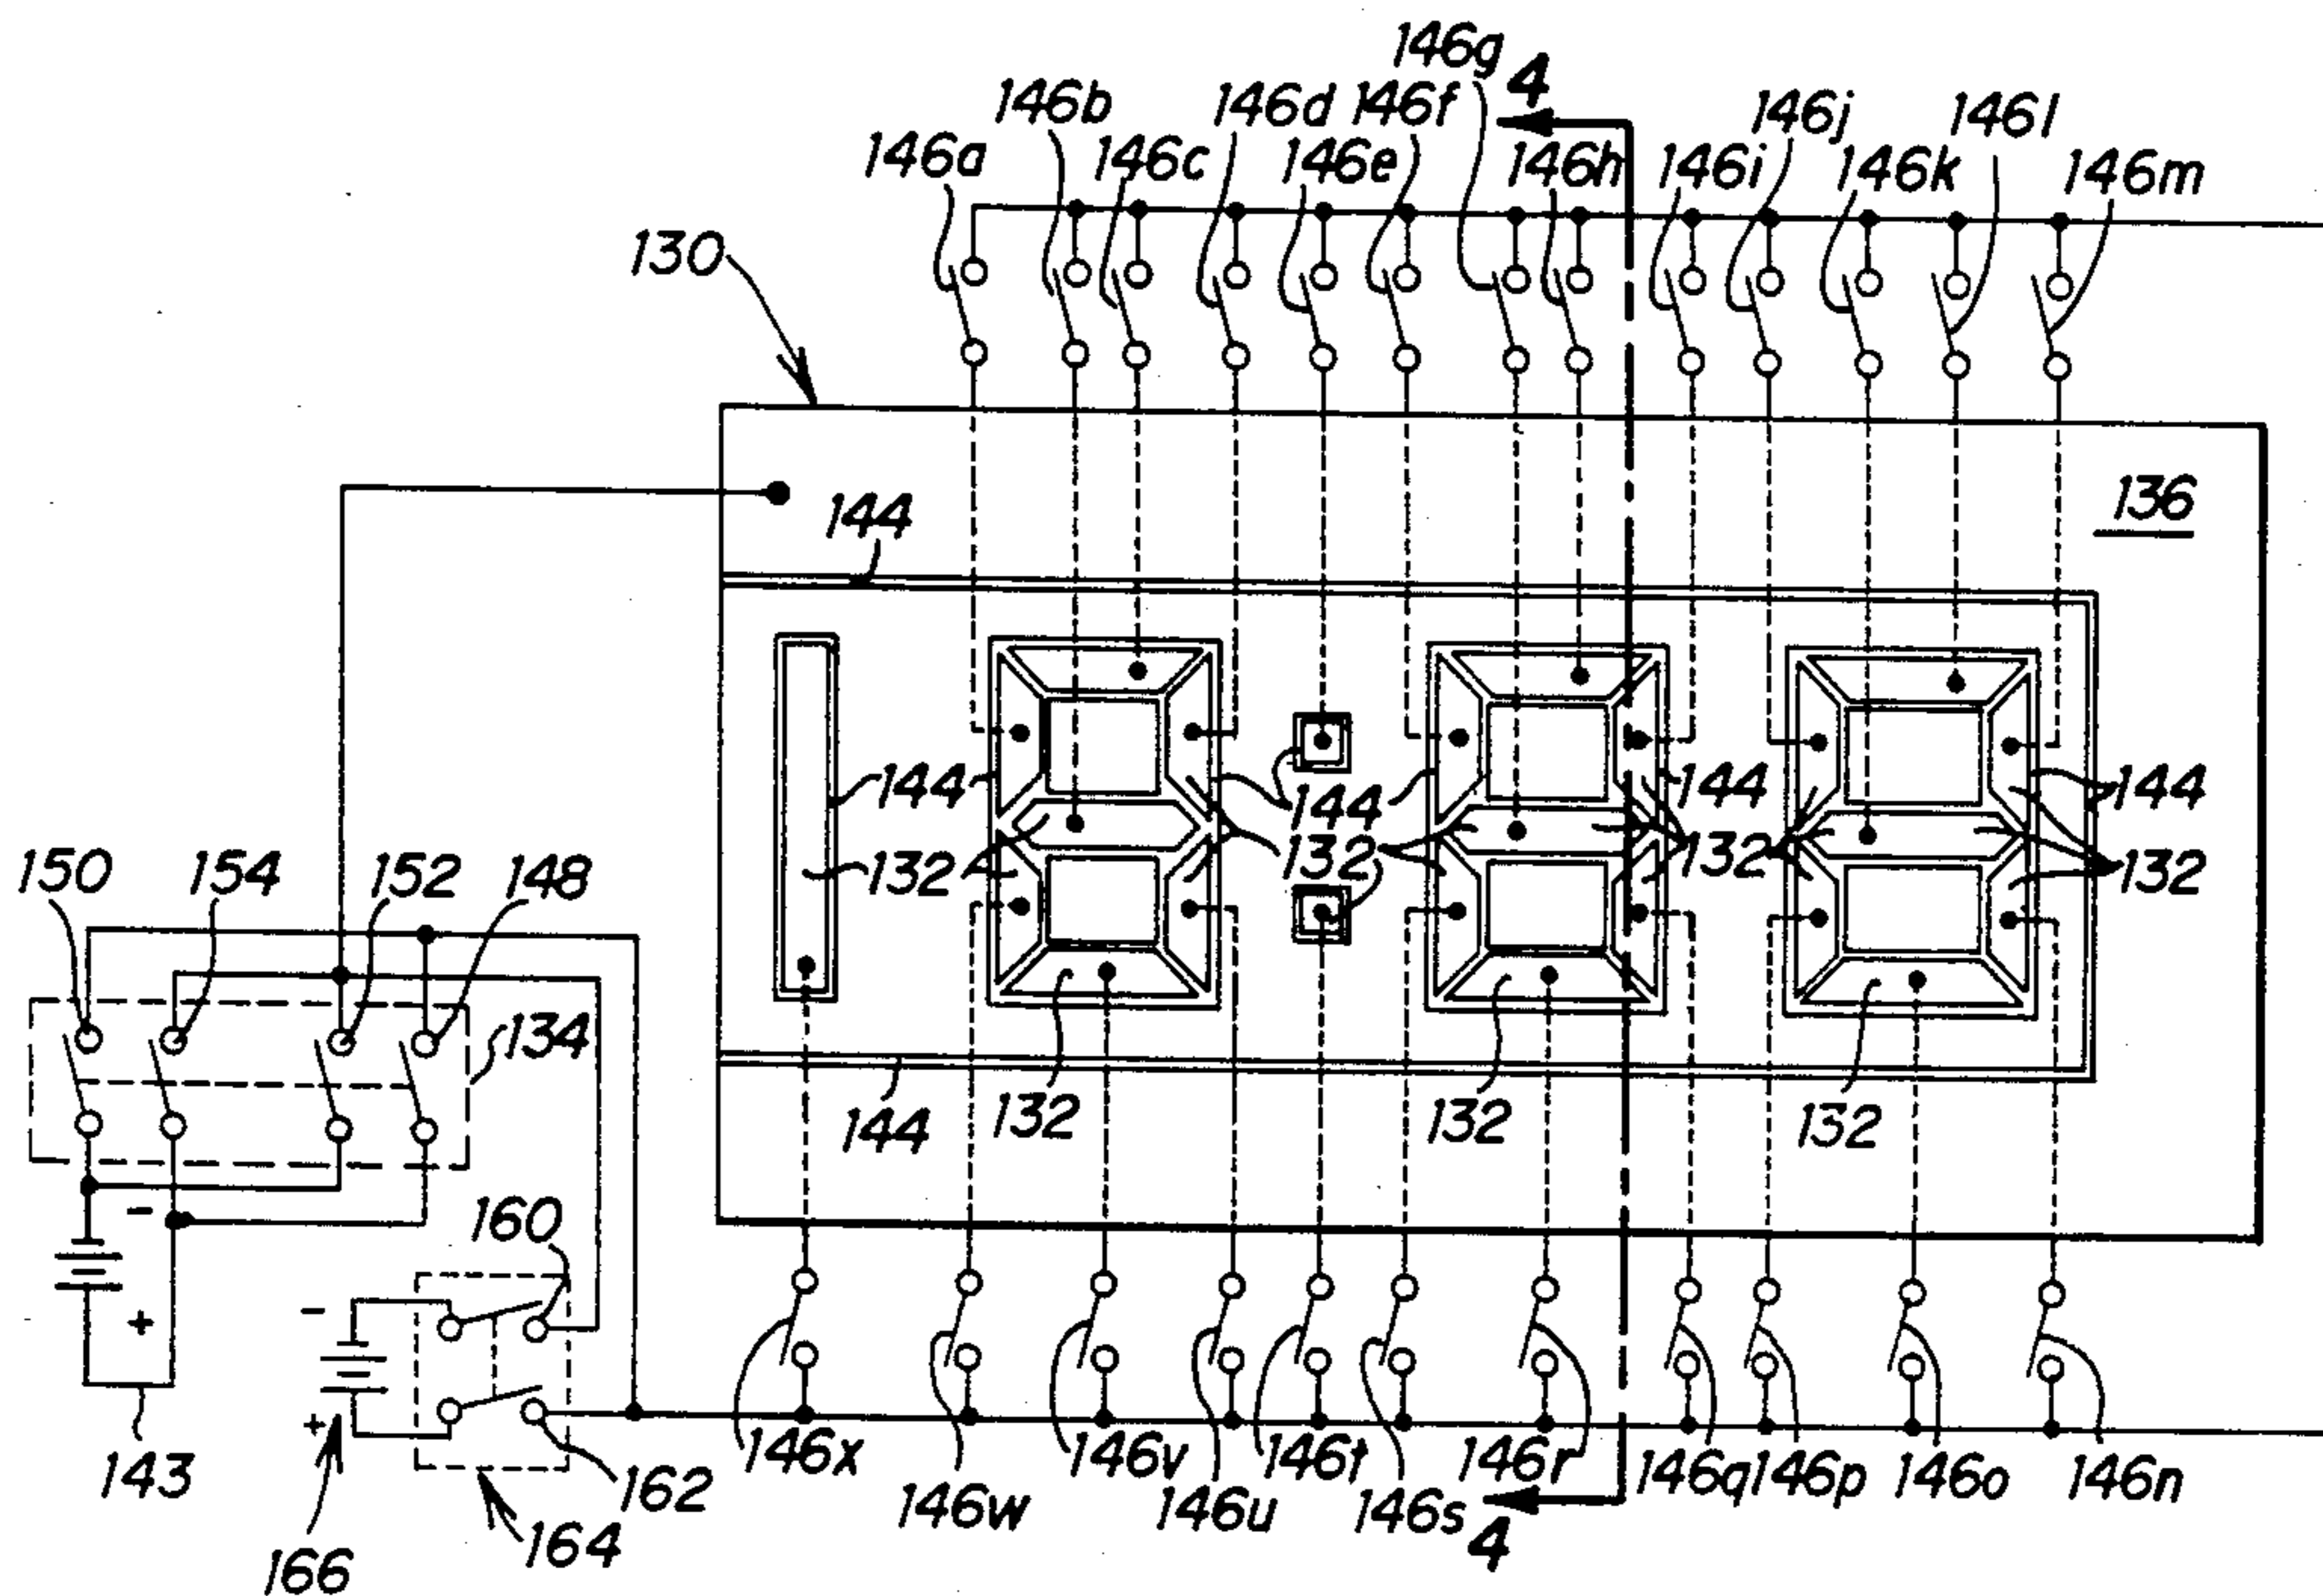 146g 4
146b 146d 146f 146j 146l
146a 146c 146e 146h 146i 146k 146m
130
136
144
144 144 144 144
132 132 132 132
150 154 152 148
134
144 132 132 132
-
160
+ -
+
143 162
146x 146v 146t 146r 146q 146p 146o 146n
146w 146u 146s 4
166 164